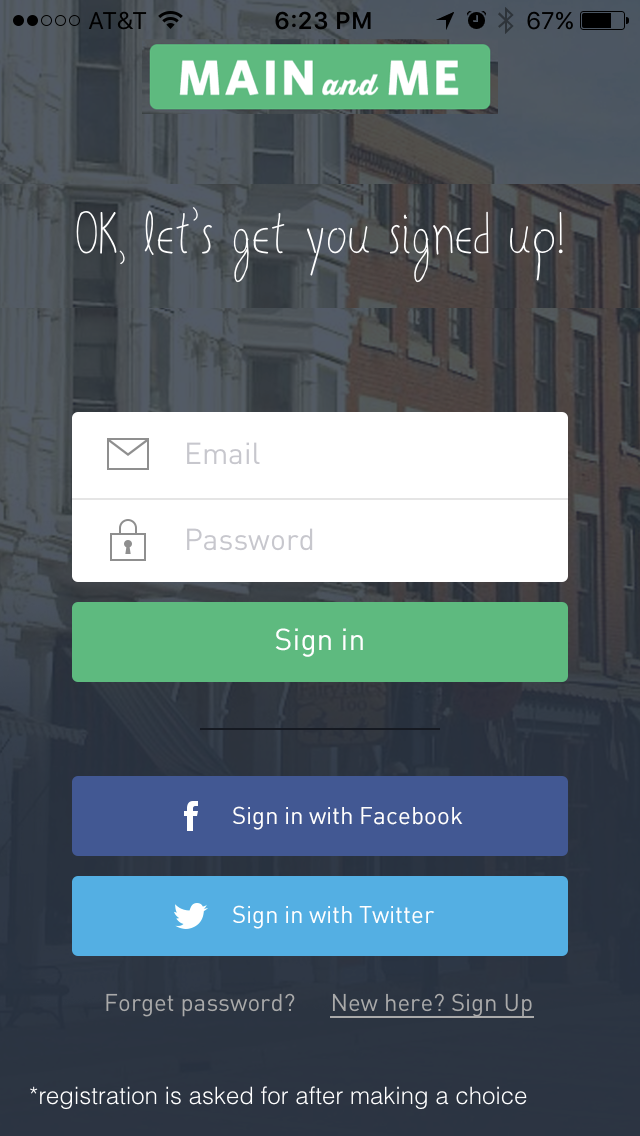 AT&T 6:23 PM 67%
MAIN and ME
OK, let's get you signed up!
Email
Password
Sign in
Sign in with Facebook
Sign in with Twitter
Forget password? New here? Sign Up
*registration is asked for after making a choice